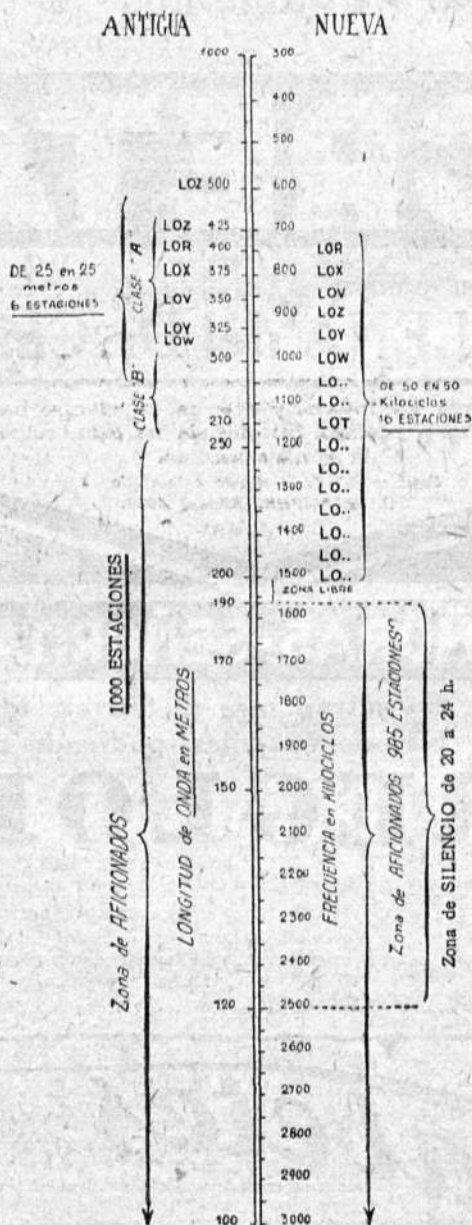 ANTIGUA NUEVA
1000 300
400
500
LOZ 500 600
LOZ 425 700
LOR 400 LOR
LOX 375 800 LOX
LOV 350 LOV
900 LOZ
LOY 325 LOY
LOW
300 1000 LOW
LO..
1100 LO..
270 LOT
250 1200 LO..
LO..
1300 LO..
LO..
1400 LO..
LO..
200 1500 LO..
ZONA LIBRE
190 1600
170 1700
1800
1900
150 2000
2100
2200
2300
2400
120 2500
2600
2700
2800
2900
100 3000
DE 25 en 25
metros
6 ESTACIONES
CLASE "A"
CLASE "B"
1000 ESTACIONES
Zona de AFICIONADOS
LONGITUD de ONDA en METROS
DE 50 EN 50
Kilociclos
16 ESTACIONES
FRECUENCIA en KILOCICLOS
Zona de AFICIONADOS 985 ESTACIONES
Zona de SILENCIO de 20 a 24 h.